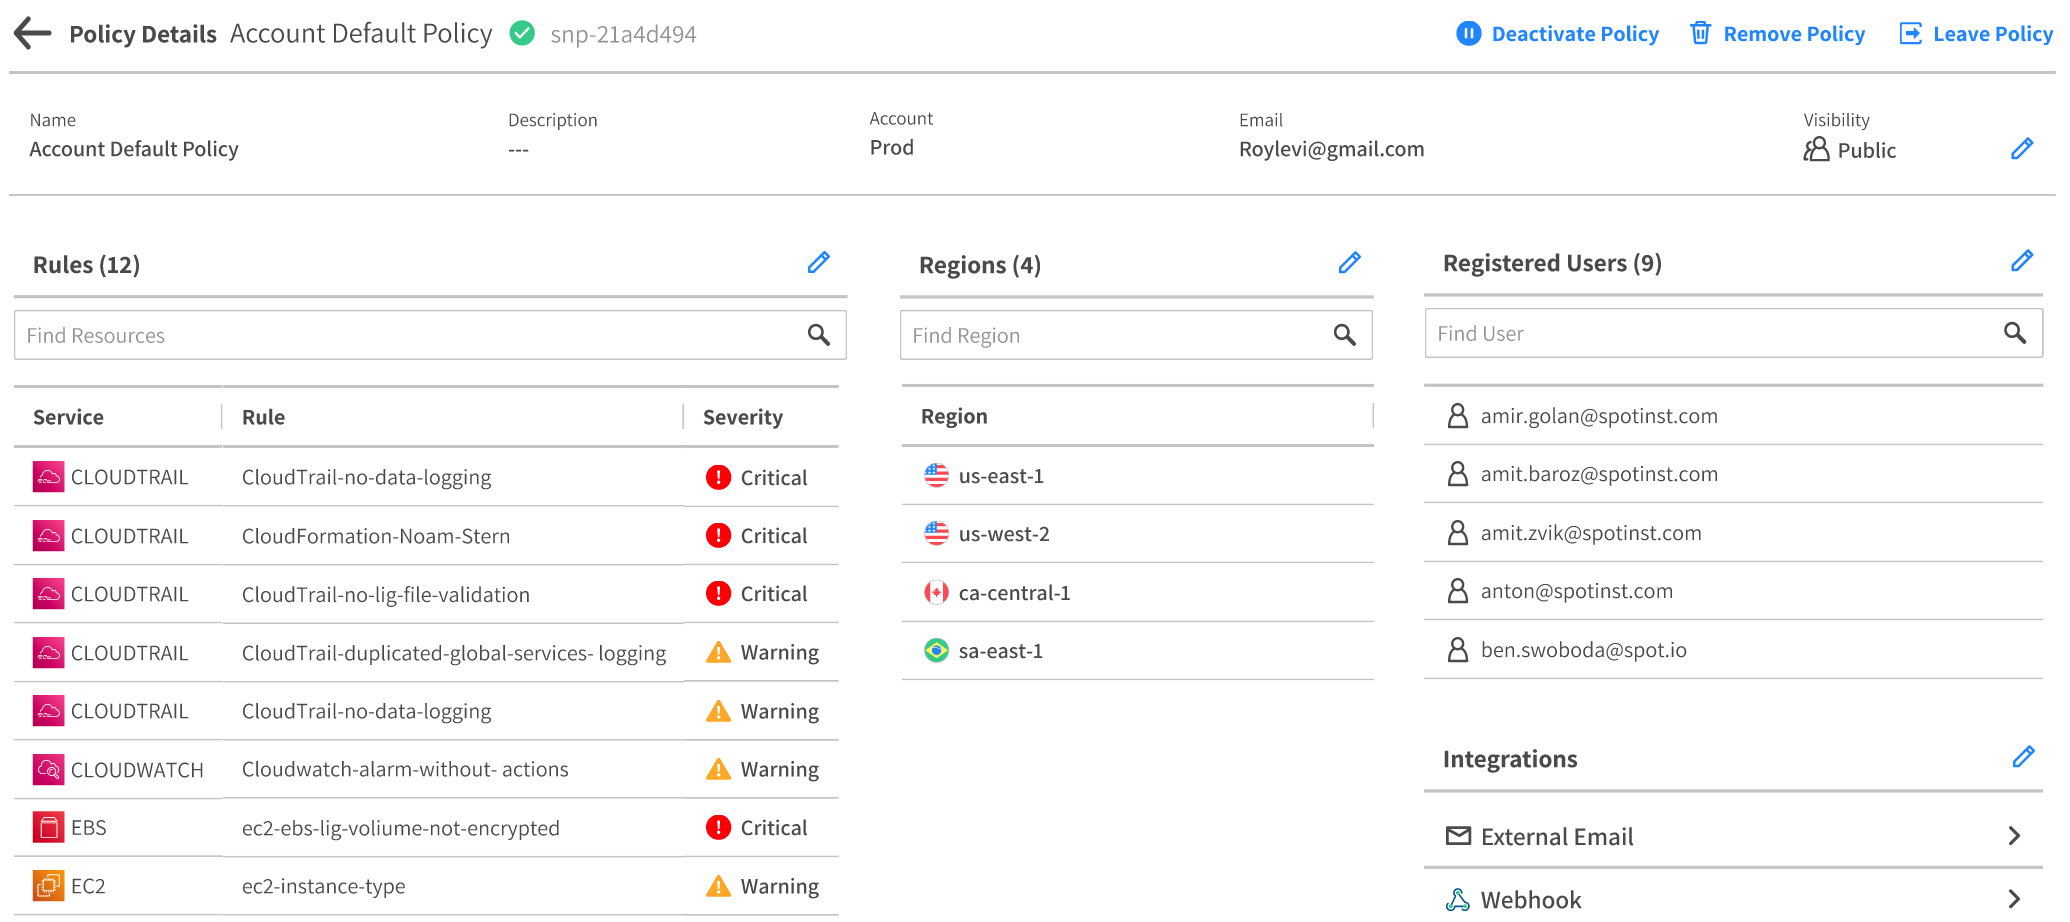 Policy Details Account Default Policy snp-21a4d494
Deactivate Policy Remove Policy Leave Policy
Name Description Account Email Visibility
Account Default Policy --- Prod Roylevi@gmail.com Public
Rules (12)
Find Resources
Service Rule Severity
CLOUDTRAIL CloudTrail-no-data-logging Critical
CLOUDTRAIL CloudFormation-Noam-Stern Critical
CLOUDTRAIL CloudTrail-no-lig-file-validation Critical
CLOUDTRAIL CloudTrail-duplicated-global-services- logging Warning
CLOUDTRAIL CloudTrail-no-data-logging Warning
CLOUDWATCH Cloudwatch-alarm-without- actions Warning
EBS ec2-ebs-lig-voliume-not-encrypted Critical
EC2 ec2-instance-type Warning
Regions (4)
Find Region
Region
us-east-1
us-west-2
ca-central-1
sa-east-1
Registered Users (9)
Find User
amir.golan@spotinst.com
amit.baroz@spotinst.com
amit.zvik@spotinst.com
anton@spotinst.com
ben.swoboda@spot.io
Integrations
External Email
Webhook